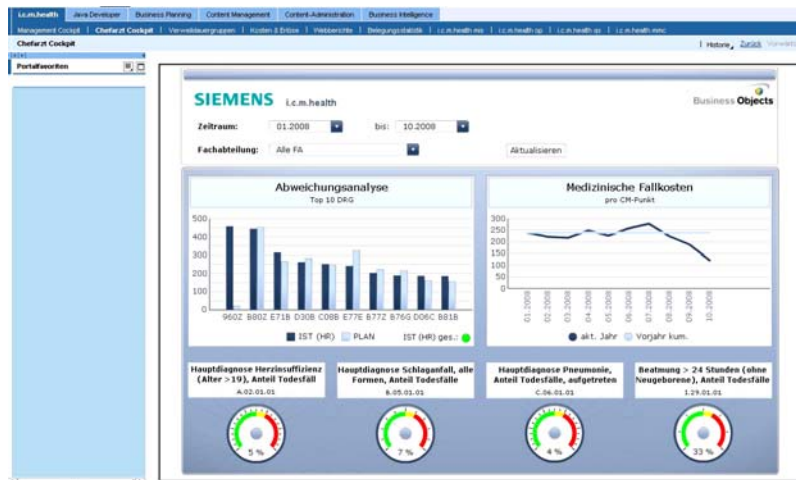 i.c.m.health Java Developer Business Planning Content Management Content-Administration Business Intelligence
Management Cockpit Chefarzt Cockpit Verweildauergruppen Kosten & Erlöse Webberichte Belegungsstatistik i.c.m.health mis i.c.m.health op i.c.m.health qs i.c.m.health mmc
Chefarzt Cockpit Historie Zurück Vorwärts
Portalfavoriten
SIEMENS i.c.m.health Business Objects
Zeitraum: 01.2008 bis: 10.2008
Fachabteilung: Alle FA Aktualisieren
Abweichungsanalyse
Top 10 DRG
500
400
300
200
100
0
960Z B80Z E71B D30B C08B E77E B77Z B76G D06C B81B
IST (HR) PLAN IST (HR) ges.:
Medizinische Fallkosten
pro CM-Punkt
300
250
200
150
100
50
0
01.2008 02.2008 03.2008 04.2008 05.2008 06.2008 07.2008 08.2008 09.2008 10.2008
akt. Jahr Vorjahr kum.
Hauptdiagnose Herzinsuffizienz
(Alter >19), Anteil Todesfäll
A.02.01.01
5 %
Hauptdiagnose Schlaganfall, alle
Formen, Anteil Todesfälle
B.05.01.01
7 %
Hauptdiagnose Pneumonie,
Anteil Todesfälle, aufgetreten
C.06.01.01
4 %
Beatmung > 24 Stunden (ohne
Neugeborene), Anteil Todesfälle
I.29.01.01
33 %